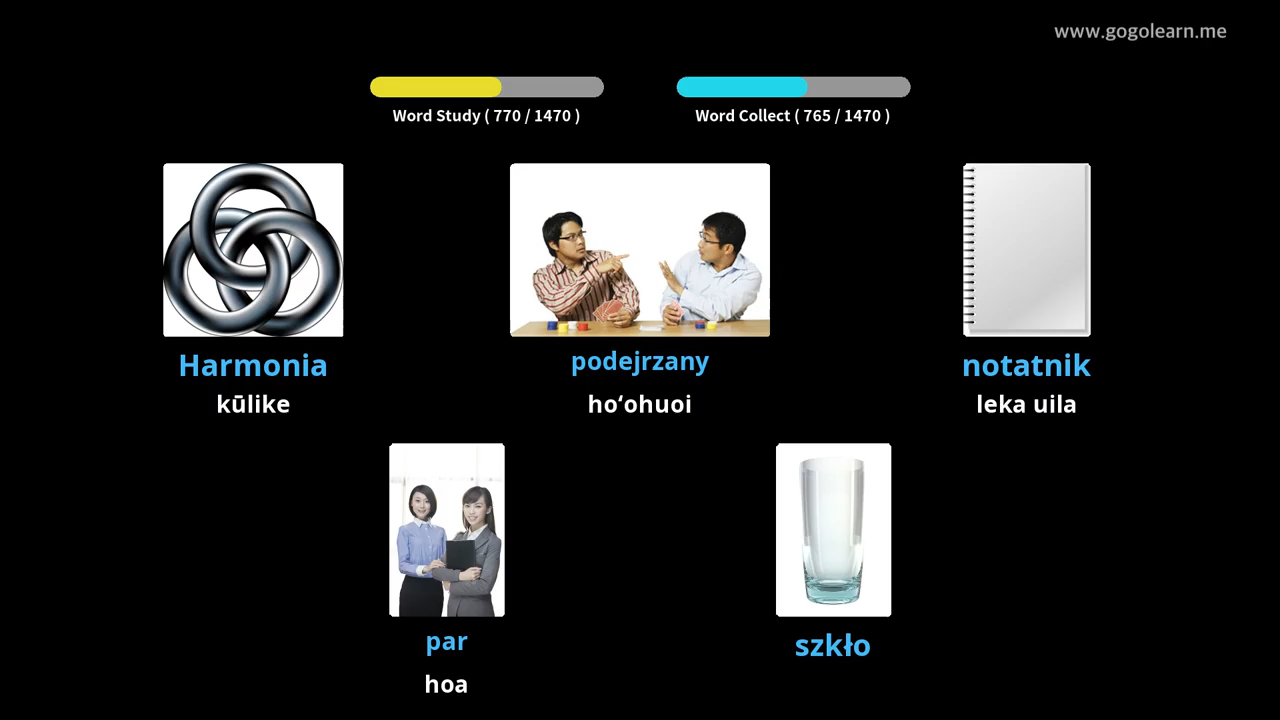 www.gogolearn.me
Word Study ( 770 / 1470 )
Word Collect ( 765 / 1470 )
Harmonia
kūlike
podejrzany
hoʻohuoi
notatnik
leka uila
par
hoa
szkło